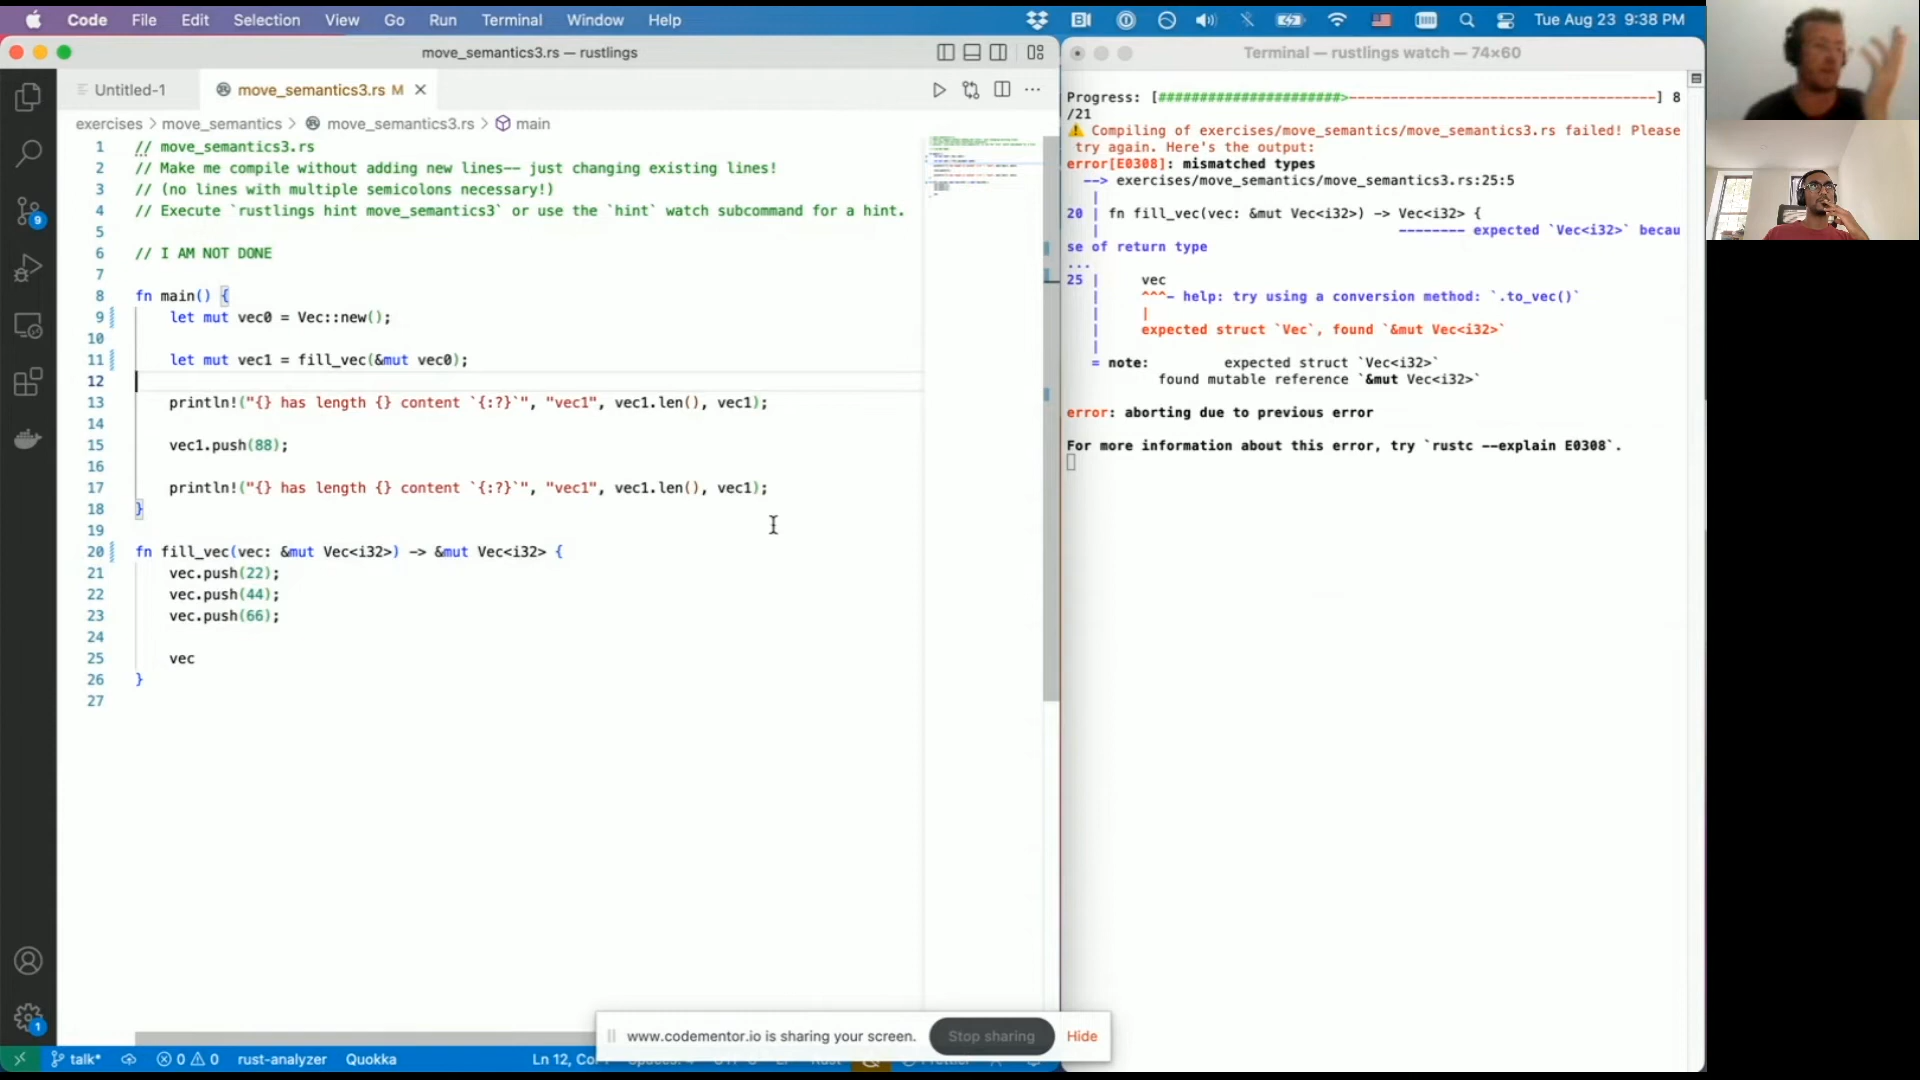 Code File Edit Selection View Go Run Terminal Window Help Tue Aug 23 9:38 PM
move_semantics3.rs — rustlings
Untitled-1
move_semantics3.rs M
exercises > move_semantics > move_semantics3.rs > main
1 // move_semantics3.rs
2 // Make me compile without adding new lines-- just changing existing lines!
3 // (no lines with multiple semicolons necessary!)
4 // Execute `rustlings hint move_semantics3` or use the `hint` watch subcommand for a hint.
5
6 // I AM NOT DONE
7
8 fn main() {
9 let mut vec0 = Vec::new();
10
11 let mut vec1 = fill_vec(&mut vec0);
12
13 println!("{} has length {} content `{:?}`", "vec1", vec1.len(), vec1);
14
15 vec1.push(88);
16
17 println!("{} has length {} content `{:?}`", "vec1", vec1.len(), vec1);
18 }
19
20 fn fill_vec(vec: &mut Vec<i32>) -> &mut Vec<i32> {
21 vec.push(22);
22 vec.push(44);
23 vec.push(66);
24
25 vec
26 }
27
9
1
talk* 0 0 rust-analyzer Quokka Ln 12,
www.codementor.io is sharing your screen. Stop sharing Hide
Terminal — rustlings watch — 74×60
Progress: [######################>-------------------------------------] 8
/21
Compiling of exercises/move_semantics/move_semantics3.rs failed! Please
try again. Here's the output:
error[E0308]: mismatched types
--> exercises/move_semantics/move_semantics3.rs:25:5
|
20 | fn fill_vec(vec: &mut Vec<i32>) -> Vec<i32> {
| -------- expected `Vec<i32>` becau
se of return type
...
25 | vec
| ^^^- help: try using a conversion method: `.to_vec()`
| |
| expected struct `Vec`, found `&mut Vec<i32>`
|
= note: expected struct `Vec<i32>`
found mutable reference `&mut Vec<i32>`
error: aborting due to previous error
For more information about this error, try `rustc --explain E0308`.